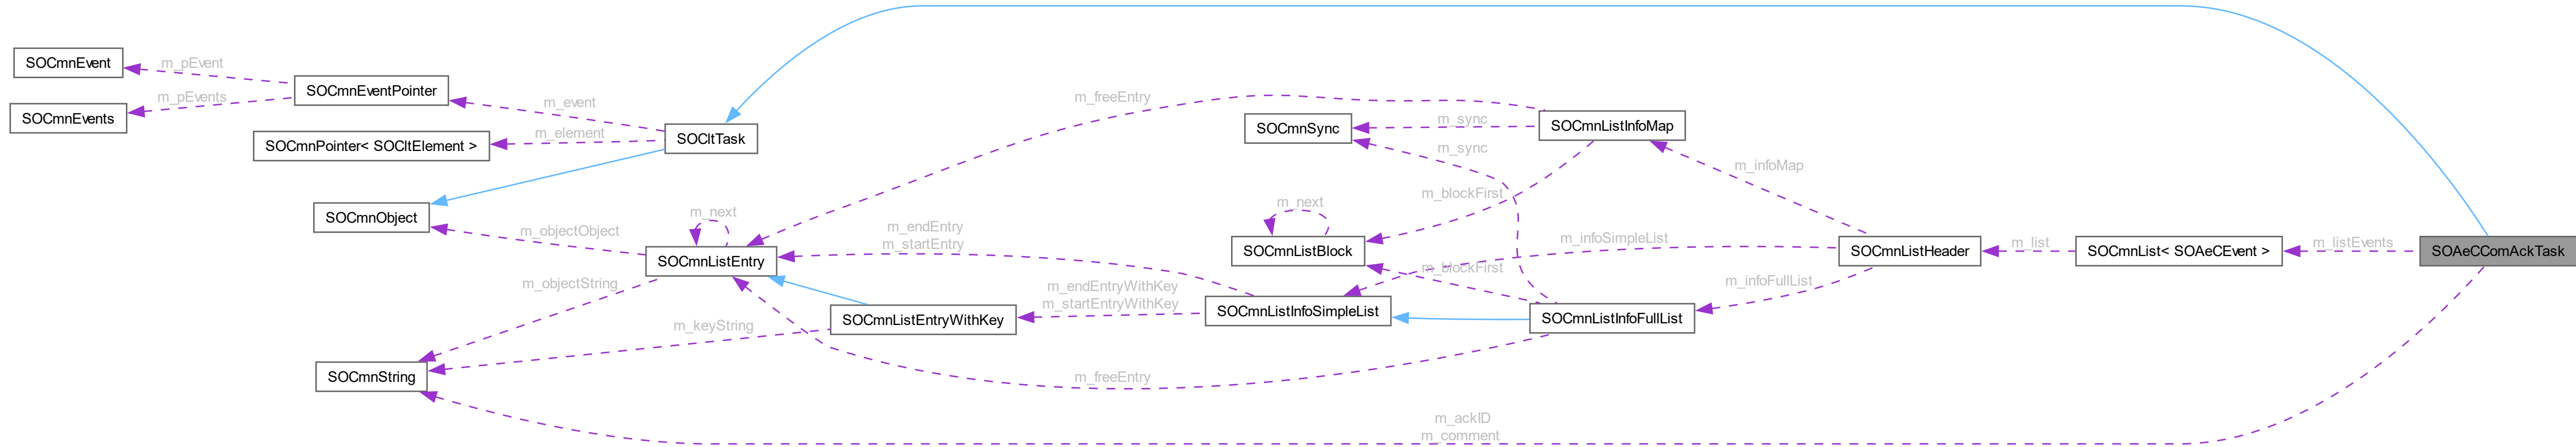 SOCmnEvent
m_pEvent
SOCmnEventPointer
m_pEvents
SOCmnEvents
m_event
m_element
SOCmnPointer< SOCltElement >
SOCltTask
SOCmnObject
m_objectObject
m_next
SOCmnListEntry
m_objectString
SOCmnString
m_keyString
SOCmnListEntryWithKey
m_freeEntry
m_endEntry
m_startEntry
m_endEntryWithKey
m_startEntryWithKey
m_freeEntry
SOCmnSync
m_next
SOCmnListBlock
SOCmnListInfoSimpleList
m_sync
m_sync
m_blockFirst
m_blockFirst
m_infoSimpleList
SOCmnListInfoMap
SOCmnListInfoFullList
m_infoMap
m_infoFullList
SOCmnListHeader
m_list
SOCmnList< SOAeCEvent >
m_listEvents
SOAeCComAckTask
m_ackID
m_comment